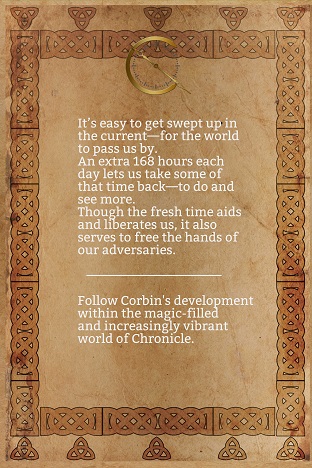 It's easy to get swept up in
the current—for the world
to pass us by.
An extra 168 hours each
day lets us take some of
that time back—to do and
see more.
Though the fresh time aids
and liberates us, it also
serves to free the hands of
our adversaries.
Follow Corbin's development
within the magic-filled
and increasingly vibrant
world of Chronicle.